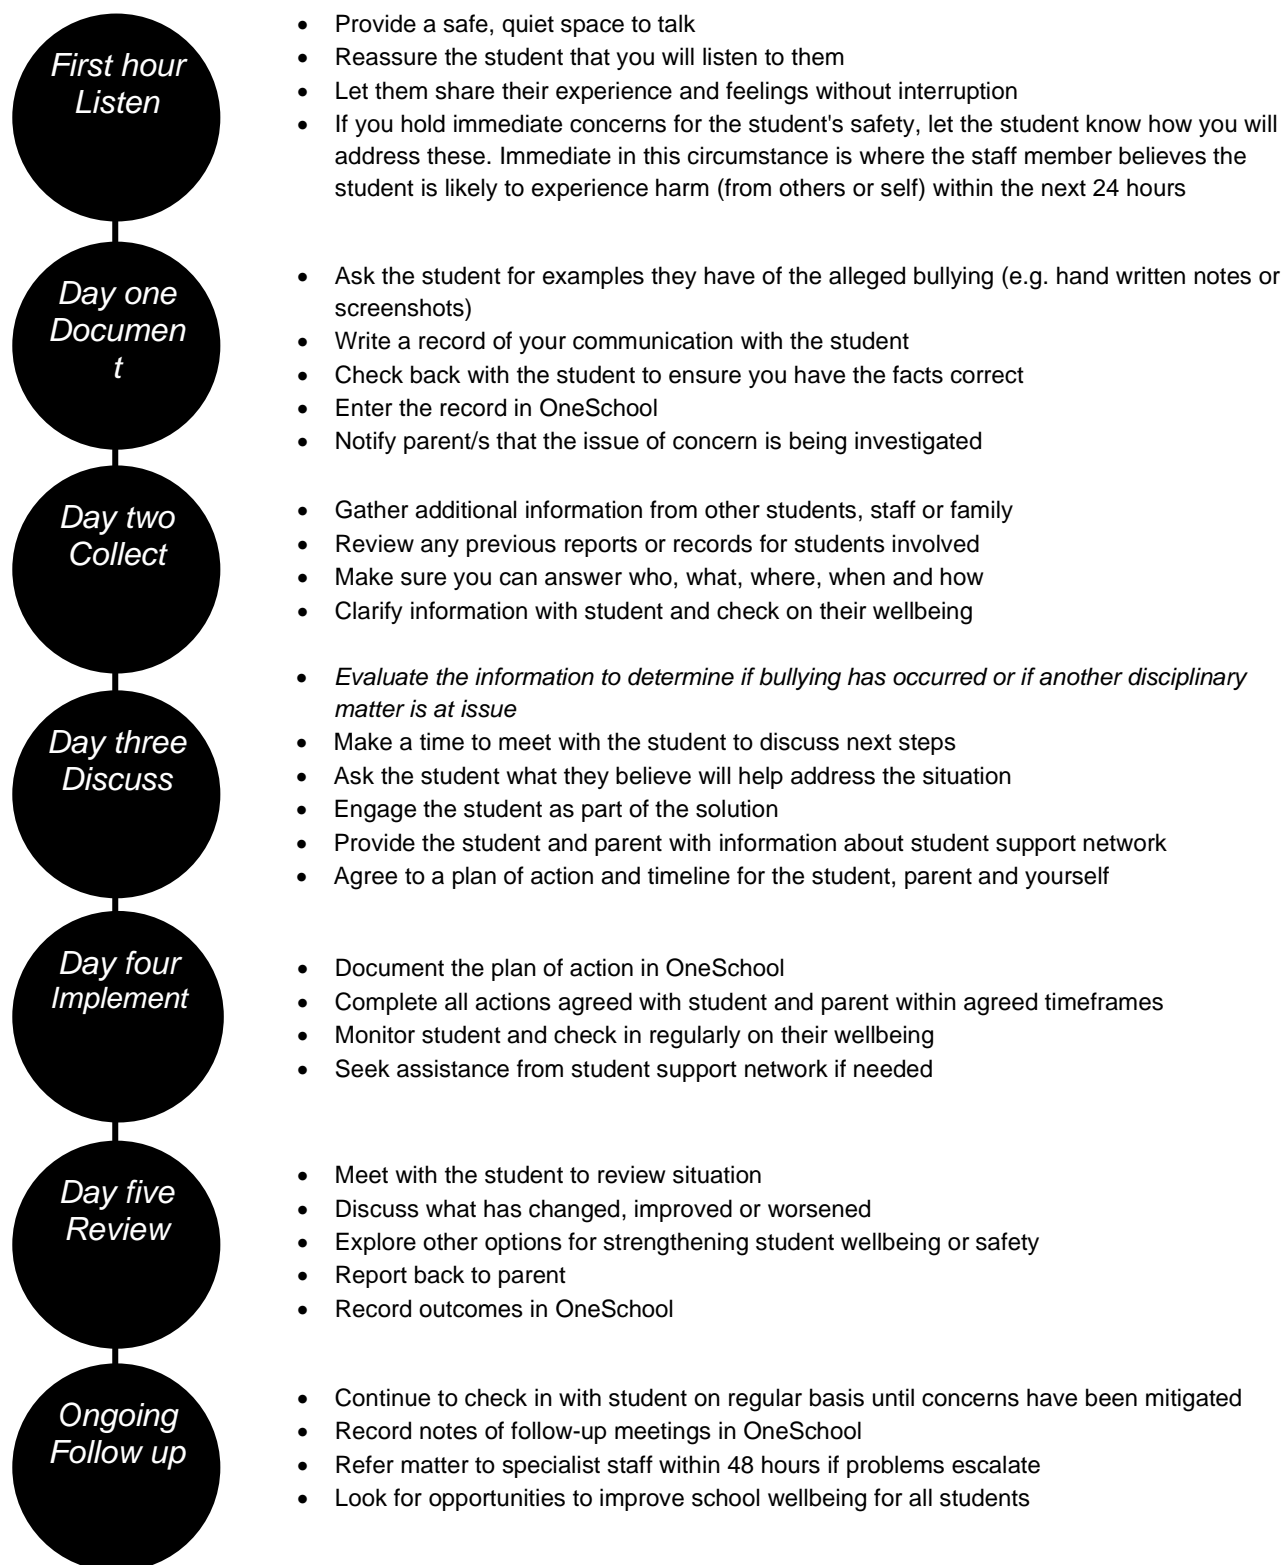 First hour
Listen
• Provide a safe, quiet space to talk
• Reassure the student that you will listen to them
• Let them share their experience and feelings without interruption
• If you hold immediate concerns for the student's safety, let the student know how you will
address these. Immediate in this circumstance is where the staff member believes the
student is likely to experience harm (from others or self) within the next 24 hours
Day one
Documen
t
• Ask the student for examples they have of the alleged bullying (e.g. hand written notes or
screenshots)
• Write a record of your communication with the student
• Check back with the student to ensure you have the facts correct
• Enter the record in OneSchool
• Notify parent/s that the issue of concern is being investigated
Day two
Collect
• Gather additional information from other students, staff or family
• Review any previous reports or records for students involved
• Make sure you can answer who, what, where, when and how
• Clarify information with student and check on their wellbeing
Day three
Discuss
• Evaluate the information to determine if bullying has occurred or if another disciplinary
matter is at issue
• Make a time to meet with the student to discuss next steps
• Ask the student what they believe will help address the situation
• Engage the student as part of the solution
• Provide the student and parent with information about student support network
• Agree to a plan of action and timeline for the student, parent and yourself
Day four
Implement
• Document the plan of action in OneSchool
• Complete all actions agreed with student and parent within agreed timeframes
• Monitor student and check in regularly on their wellbeing
• Seek assistance from student support network if needed
Day five
Review
• Meet with the student to review situation
• Discuss what has changed, improved or worsened
• Explore other options for strengthening student wellbeing or safety
• Report back to parent
• Record outcomes in OneSchool
Ongoing
Follow up
• Continue to check in with student on regular basis until concerns have been mitigated
• Record notes of follow-up meetings in OneSchool
• Refer matter to specialist staff within 48 hours if problems escalate
• Look for opportunities to improve school wellbeing for all students